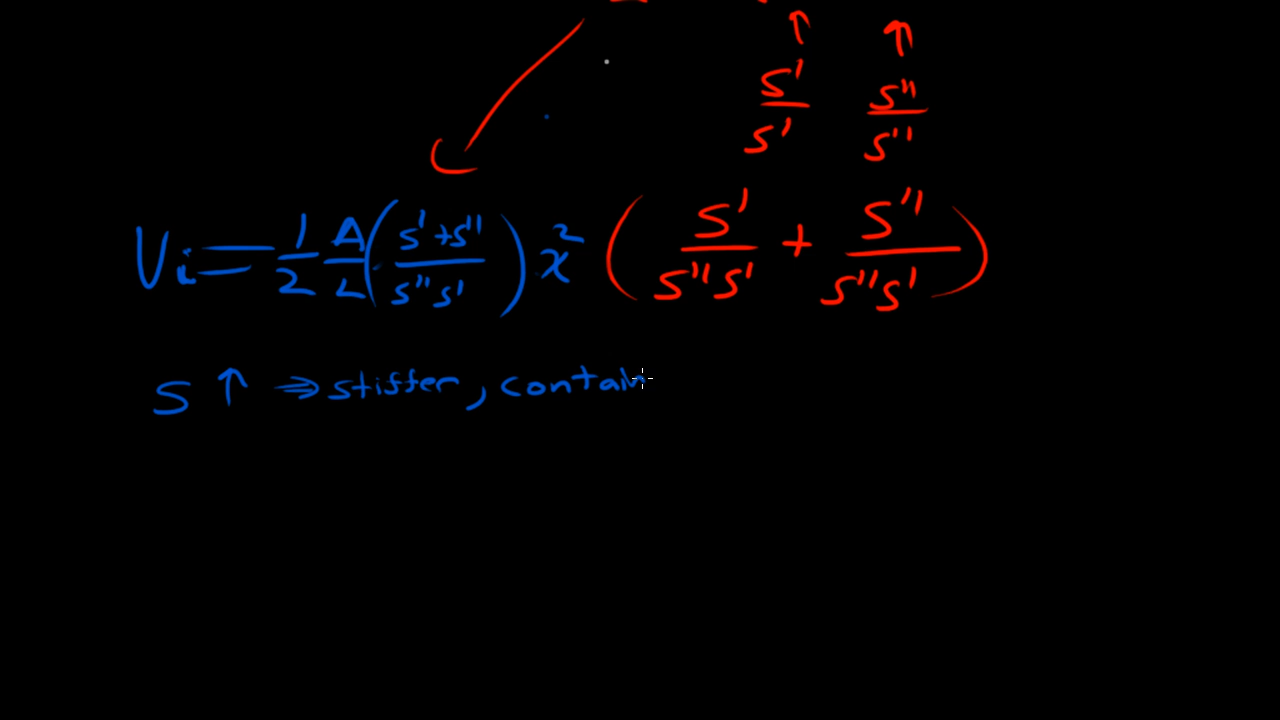 ↑ ↑
s'/s' s''/s''
Vᵢ = 1/2 A/L ((s'+s'')/(s''s')) x² (s'/(s''s') + s''/(s''s'))
s ↑ ⇒ stiffer, contain